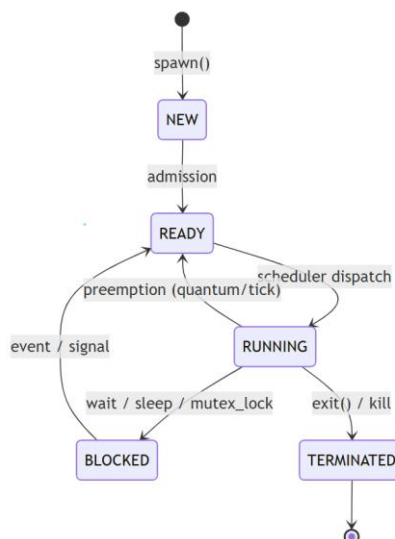 spawn()
NEW
admission
READY
scheduler dispatch
preemption (quantum/tick)
event / signal
RUNNING
wait / sleep / mutex_lock
exit() / kill
BLOCKED
TERMINATED